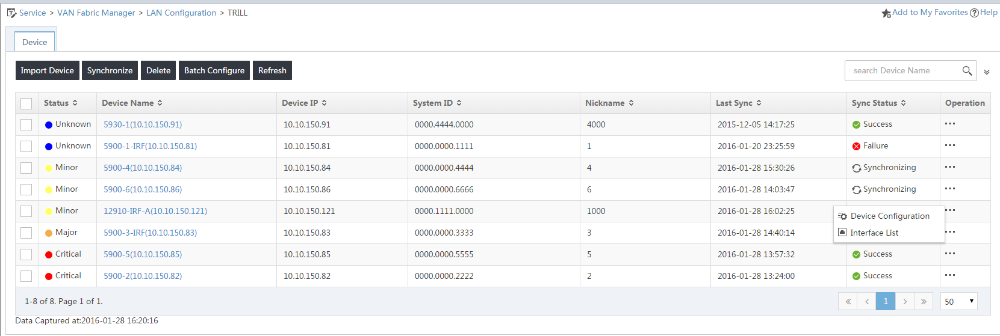 Service > VAN Fabric Manager > LAN Configuration > TRILL Add to My Favorites ? Help
Device
Import Device Synchronize Delete Batch Configure Refresh search Device Name
Status Device Name Device IP System ID Nickname Last Sync Sync Status Operation
Unknown 5930-1(10.10.150.91) 10.10.150.91 0000.4444.0000 4000 2015-12-05 14:17:25 Success ...
Unknown 5900-1-IRF(10.10.150.81) 10.10.150.81 0000.0000.1111 1 2016-01-20 23:25:59 Failure ...
Minor 5900-4(10.10.150.84) 10.10.150.84 0000.0000.4444 4 2016-01-28 15:30:26 Synchronizing ...
Minor 5900-6(10.10.150.86) 10.10.150.86 0000.0000.6666 6 2016-01-28 14:03:47 Synchronizing ...
Minor 12910-IRF-A(10.10.150.121) 10.10.150.121 0000.1111.0000 1000 2016-01-28 16:02:25 ...
Device Configuration
Major 5900-3-IRF(10.10.150.83) 10.10.150.83 0000.0000.3333 3 2016-01-28 14:40:14 Interface List ...
Critical 5900-5(10.10.150.85) 10.10.150.85 0000.0000.5555 5 2016-01-28 13:57:32 Success ...
Critical 5900-2(10.10.150.82) 10.10.150.82 0000.0000.2222 2 2016-01-28 13:24:00 Success ...
1-8 of 8. Page 1 of 1. « ‹ 1 › » 50
Data Captured at:2016-01-28 16:20:16